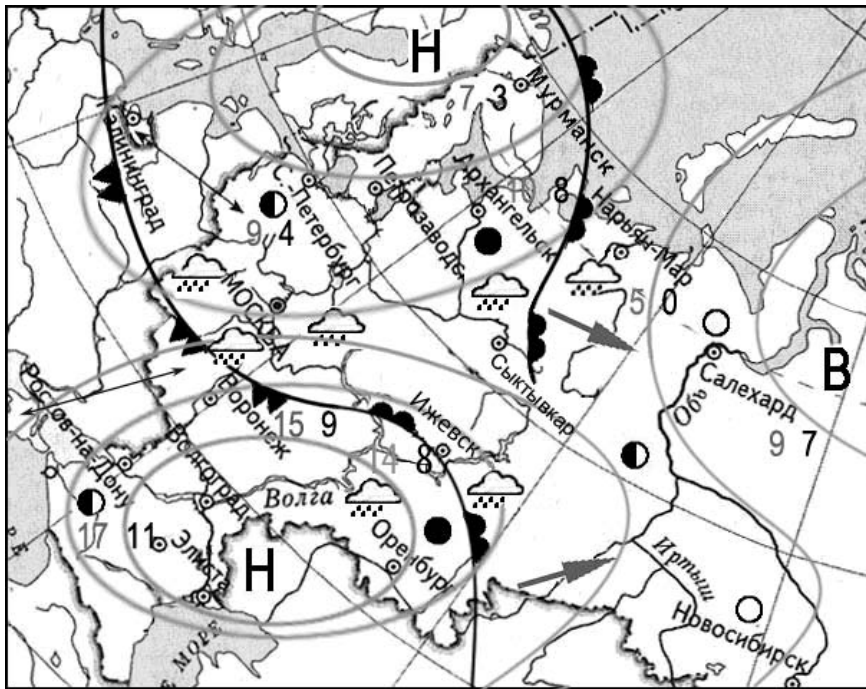 Н
Мурманск
7 3
Калининград
С.-Петербург
Петрозаводск
Архангельск
10 8
Нарьян-Мар
9 4
МОСКВА
5 0
В
Салехард
Обь
Сыктывкар
9 7
Ростов-на-Дону
Воронеж
15 9
Ижевск
14 8
Волгоград
Волга
17 11
Элиста
Н
Оренбург
Иртыш
Новосибирск
Е МОРЕ